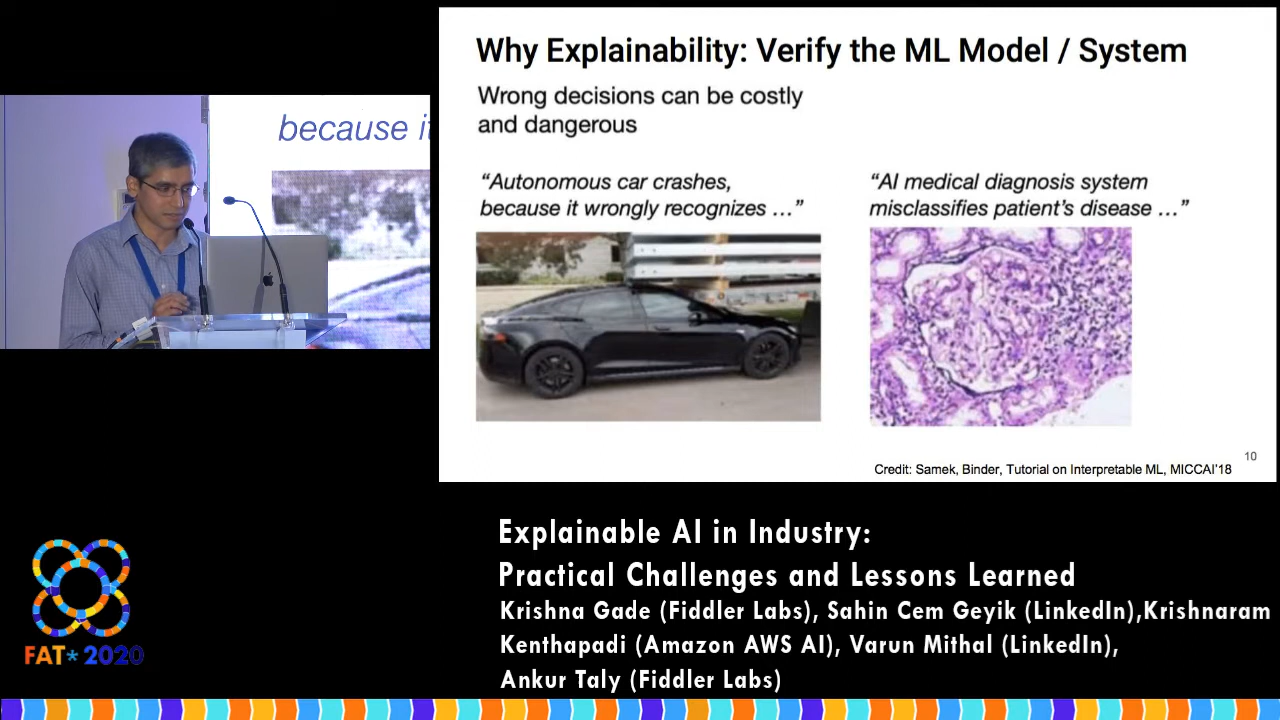 because it
Why Explainability: Verify the ML Model / System
Wrong decisions can be costly
and dangerous
“Autonomous car crashes,
because it wrongly recognizes …”
“AI medical diagnosis system
misclassifies patient’s disease …”
10
Credit: Samek, Binder, Tutorial on Interpretable ML, MICCAI’18
Explainable AI in Industry:
Practical Challenges and Lessons Learned
Krishna Gade (Fiddler Labs), Sahin Cem Geyik (LinkedIn),Krishnaram
Kenthapadi (Amazon AWS AI), Varun Mithal (LinkedIn),
Ankur Taly (Fiddler Labs)
FAT* 2020